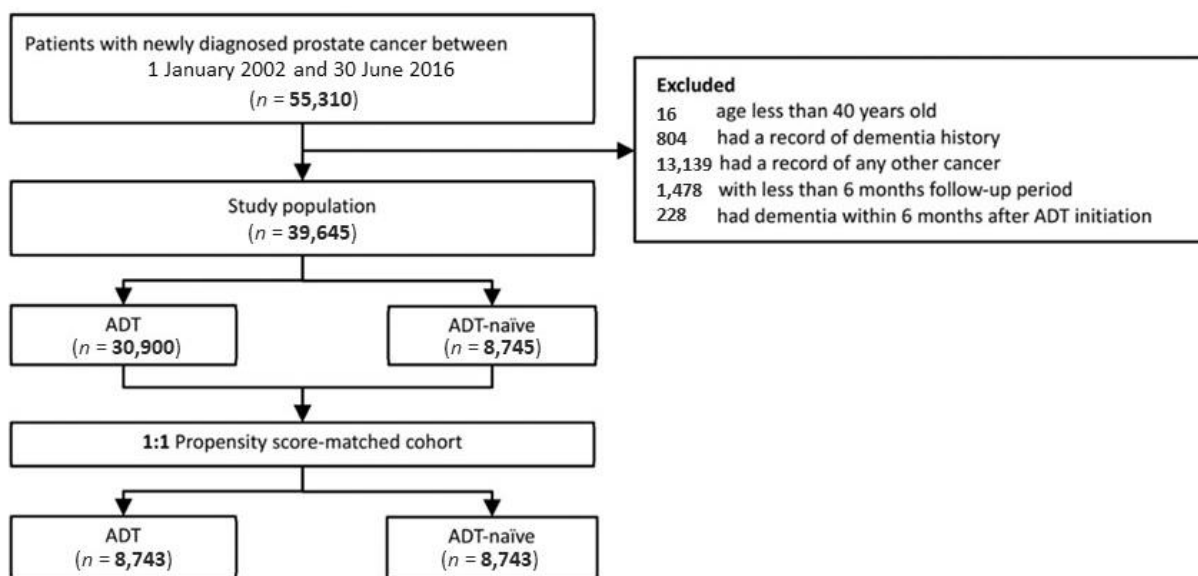 Patients with newly diagnosed prostate cancer between
1 January 2002 and 30 June 2016
(n = 55,310)
Excluded
16 age less than 40 years old
804 had a record of dementia history
13,139 had a record of any other cancer
1,478 with less than 6 months follow-up period
228 had dementia within 6 months after ADT initiation
Study population
(n = 39,645)
ADT
(n = 30,900)
ADT-naïve
(n = 8,745)
1:1 Propensity score-matched cohort
ADT
(n = 8,743)
ADT-naïve
(n = 8,743)